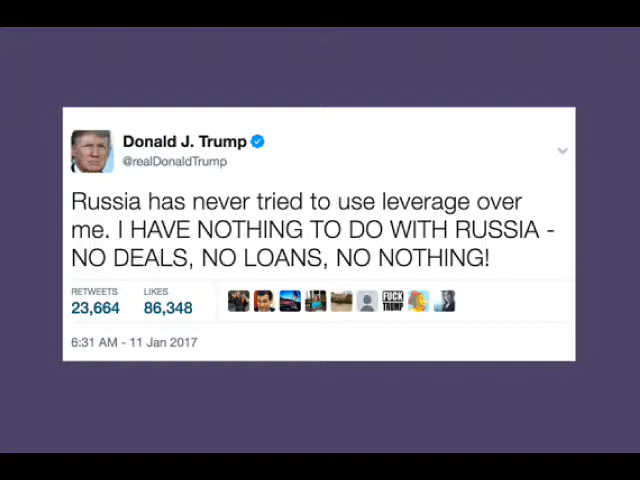 Donald J. Trump
@realDonaldTrump
Russia has never tried to use leverage over
me. I HAVE NOTHING TO DO WITH RUSSIA -
NO DEALS, NO LOANS, NO NOTHING!
RETWEETS LIKES
23,664 86,348
FUCK
TRUMP
6:31 AM - 11 Jan 2017